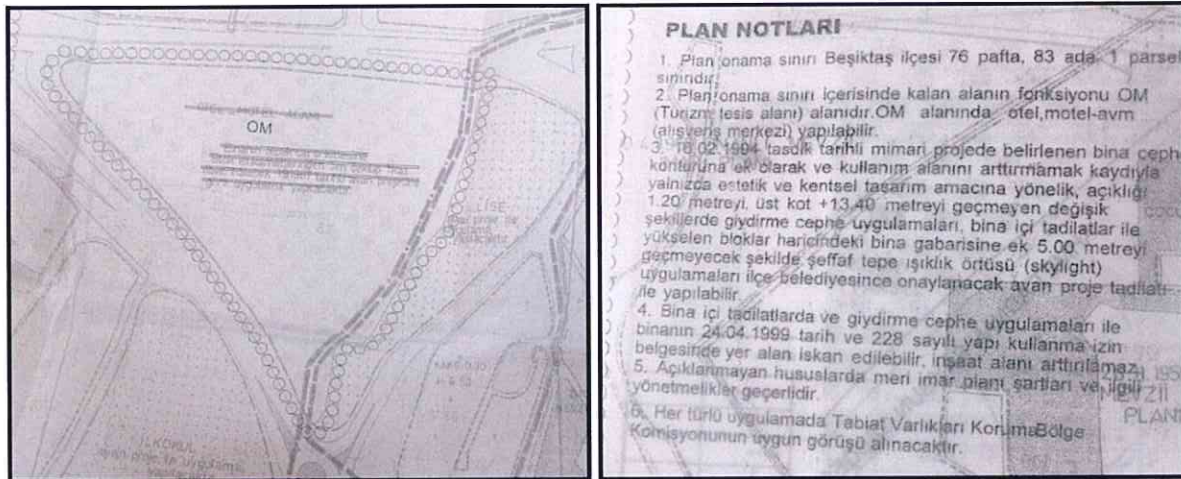 OM
LİSE
İLKOKUL
PLAN NOTLARI
1. Plan onama sınırı Beşiktaş ilçesi 76 pafta, 83 ada 1 parsel
sınırıdır.
2. Plan onama sınırı içerisinde kalan alanın fonksiyonu OM
(Turizm tesis alanı) alanıdır.OM alanında otel,motel-avm
(alışveriş merkezi) yapılabilir.
3. 18.02.1994 tasdik tarihli mimari projede belirlenen bina cephe
konturuna ek olarak ve kullanım alanını arttırmamak kaydıyla
yalnızca estetik ve kentsel tasarım amacına yönelik, açıklığı
1.20 metreyi, üst kot +13.40 metreyi geçmeyen değişik
şekillerde giydirme cephe uygulamaları, bina içi tadilatlar ile
yükselen bloklar haricindeki bina gabarisine ek 5.00 metreyi
geçmeyecek şekilde şeffaf tepe ışıklık örtüsü (skylight)
uygulamaları ilçe belediyesince onaylanacak avan proje tadilatı
ile yapılabilir.
4. Bina içi tadilatlarda ve giydirme cephe uygulamaları ile
binanın 24.04.1999 tarih ve 228 sayılı yapı kullanma izin
belgesinde yer alan iskan edilebilir, inşaat alanı arttırılamaz.
5. Açıklanmayan hususlarda meri imar planı şartları ve ilgili
yönetmelikler geçerlidir.
MEVZİİ
PLANI
6. Her türlü uygulamada Tabiat Varlıkları KorumaBölge
Komisyonunun uygun görüşü alınacaktır.